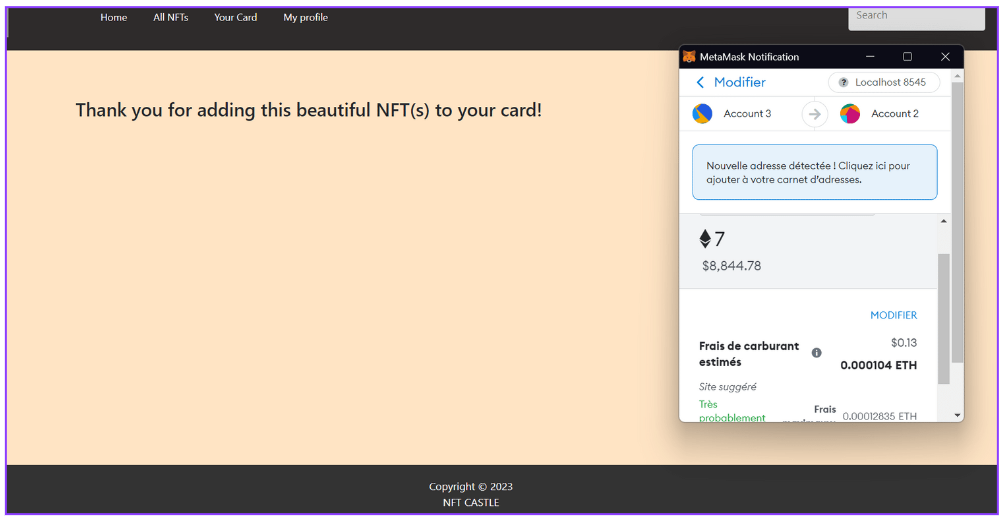 Home All NFTs Your Card My profile Search
Thank you for adding this beautiful NFT(s) to your card!
MetaMask Notification
Modifier Localhost 8545
Account 3 Account 2
Nouvelle adresse détectée ! Cliquez ici pour
ajouter à votre carnet d'adresses.
7
$8,844.78
MODIFIER
Frais de carburant
estimés
$0.13
0.000104 ETH
Site suggéré
Très
probablement
Frais
0.00012835 ETH
Copyright © 2023
NFT CASTLE